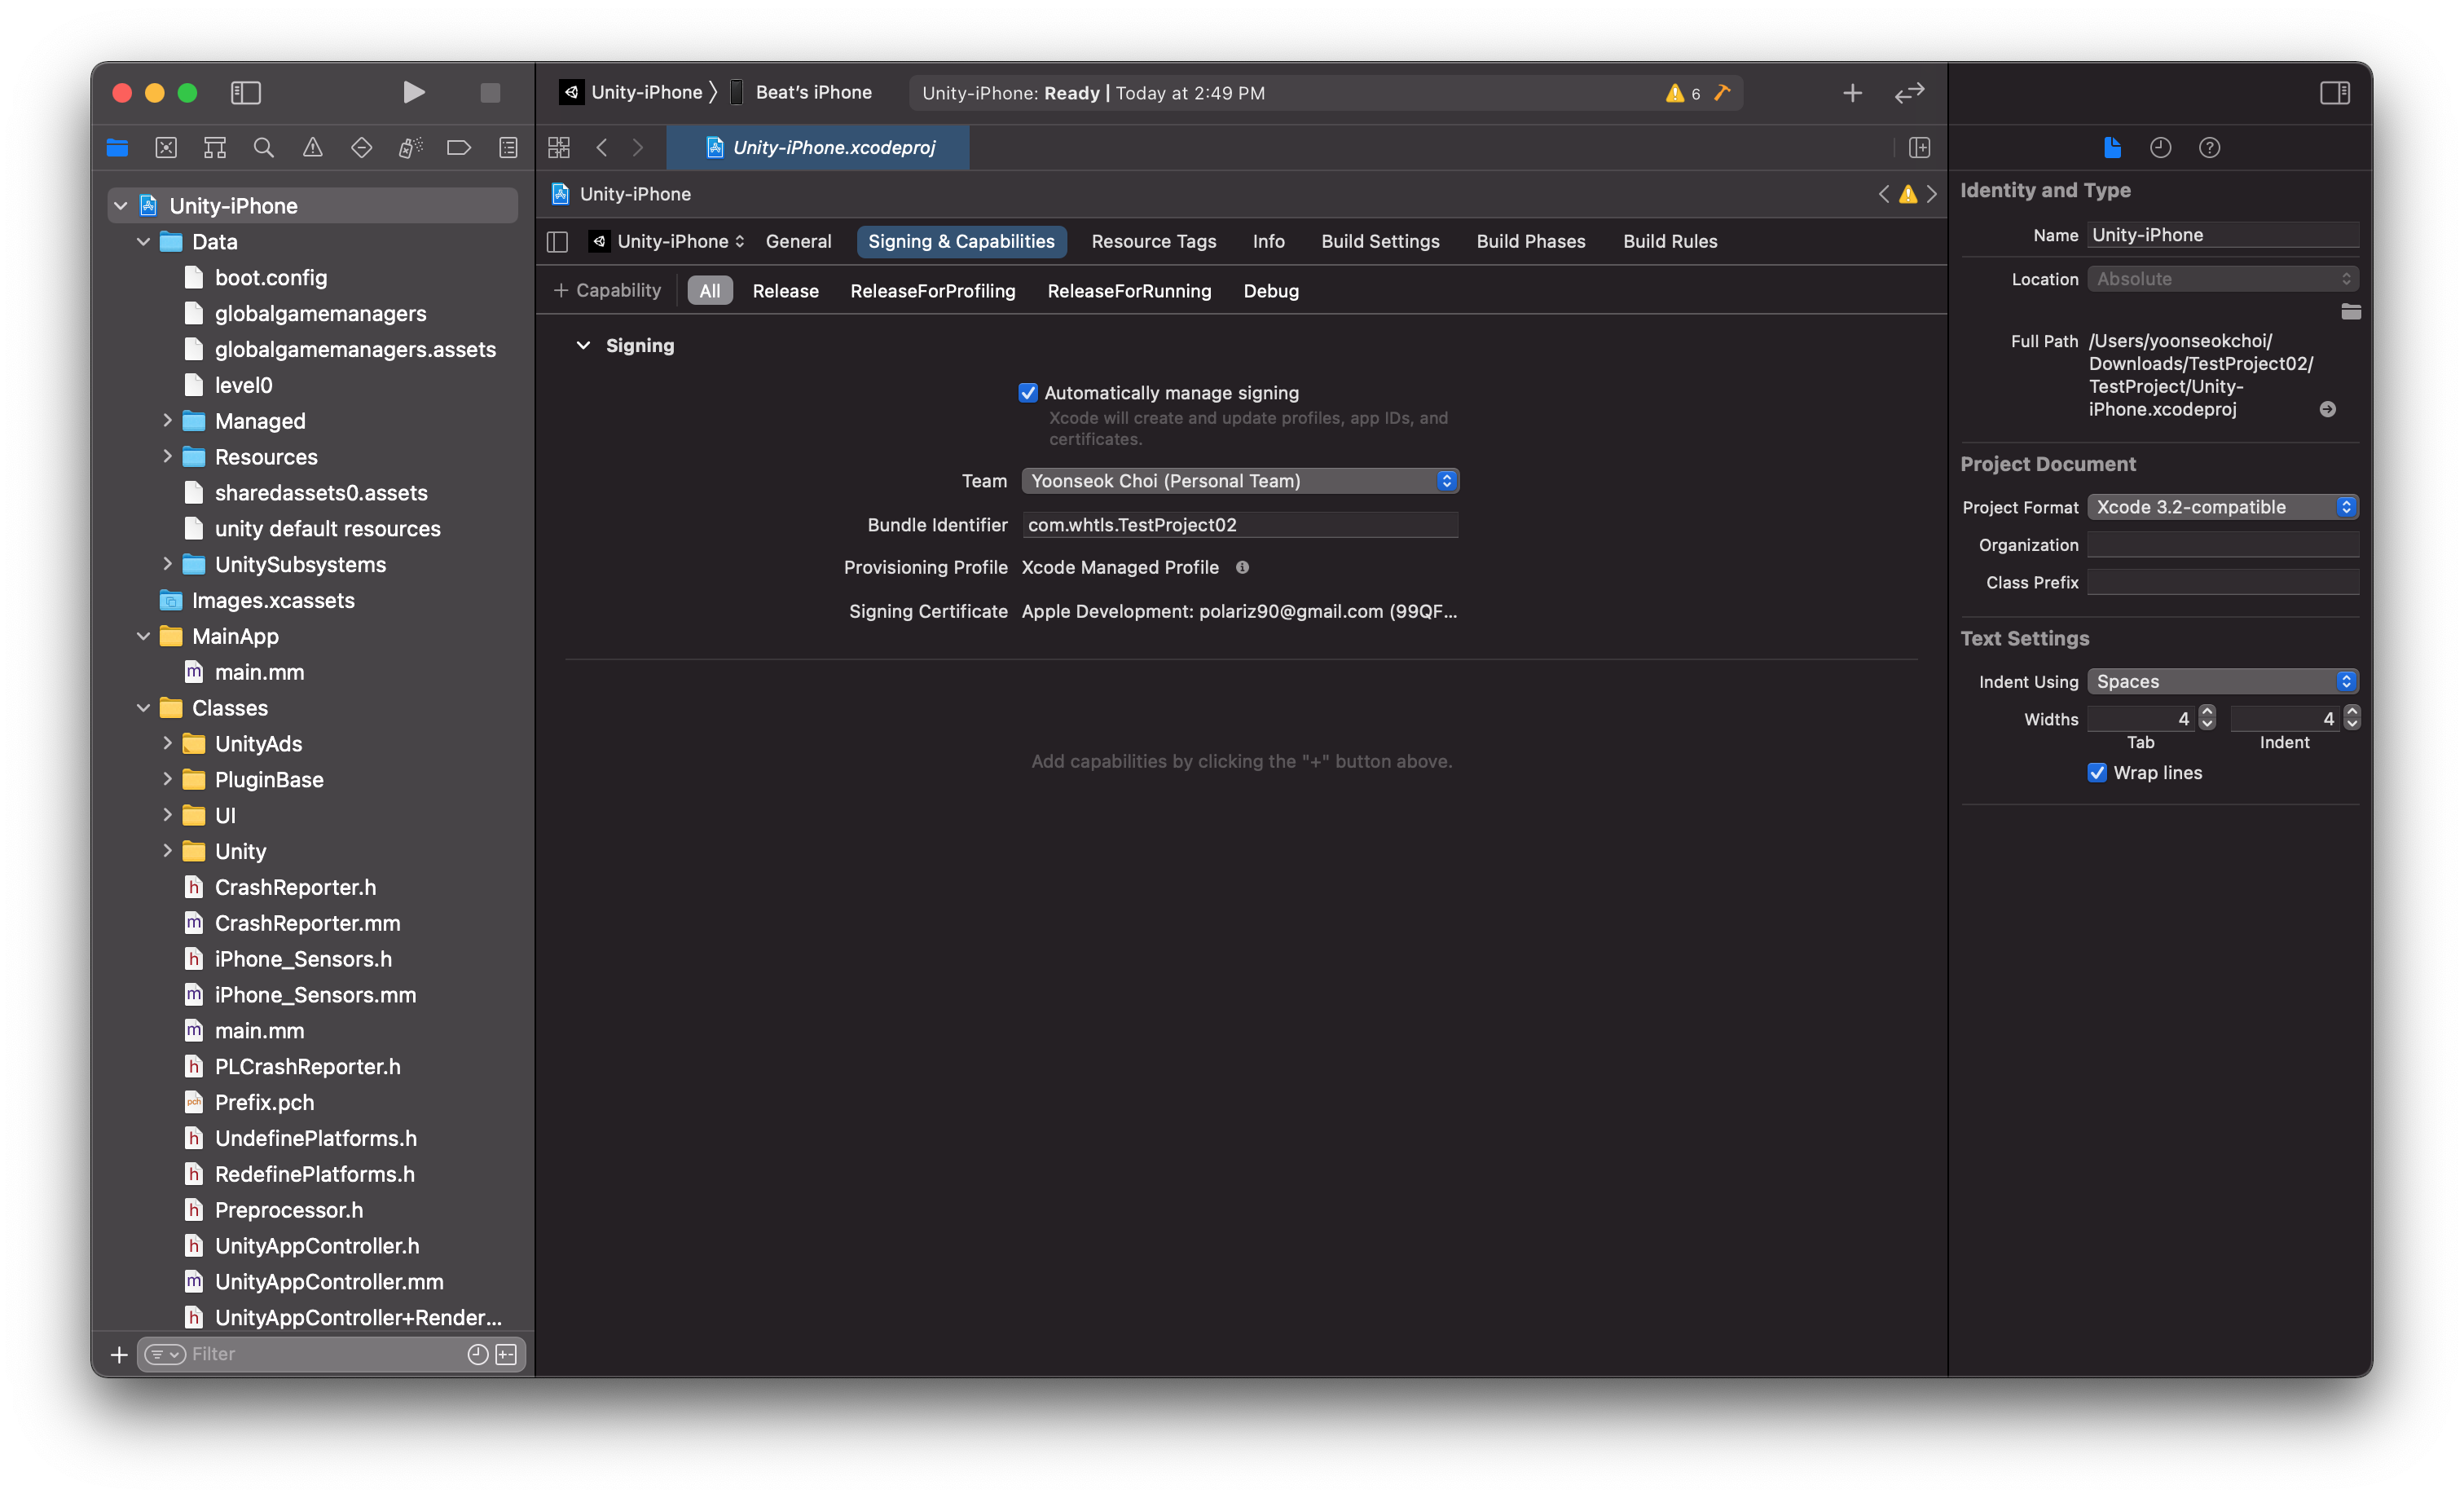 Unity-iPhone
Beat's iPhone
Unity-iPhone: Ready | Today at 2:49 PM
6
Unity-iPhone.xcodeproj
Unity-iPhone
Unity-iPhone
General
Signing & Capabilities
Resource Tags
Info
Build Settings
Build Phases
Build Rules
+ Capability
All
Release
ReleaseForProfiling
ReleaseForRunning
Debug
Unity-iPhone
Data
boot.config
globalgamemanagers
globalgamemanagers.assets
level0
Managed
Resources
sharedassets0.assets
unity default resources
UnitySubsystems
Images.xcassets
MainApp
m main.mm
Classes
UnityAds
PluginBase
UI
Unity
h CrashReporter.h
m CrashReporter.mm
h iPhone_Sensors.h
m iPhone_Sensors.mm
m main.mm
h PLCrashReporter.h
pch Prefix.pch
h UndefinePlatforms.h
h RedefinePlatforms.h
h Preprocessor.h
h UnityAppController.h
m UnityAppController.mm
h UnityAppController+Render...
Filter
Signing
Automatically manage signing
Xcode will create and update profiles, app IDs, and
certificates.
Team Yoonseok Choi (Personal Team)
Bundle Identifier com.whtls.TestProject02
Provisioning Profile Xcode Managed Profile
Signing Certificate Apple Development: polariz90@gmail.com (99QF...
Add capabilities by clicking the "+" button above.
Identity and Type
Name Unity-iPhone
Location Absolute
Full Path /Users/yoonseokchoi/
Downloads/TestProject02/
TestProject/Unity-
iPhone.xcodeproj
Project Document
Project Format Xcode 3.2-compatible
Organization
Class Prefix
Text Settings
Indent Using Spaces
Widths 4 4
Tab Indent
Wrap lines